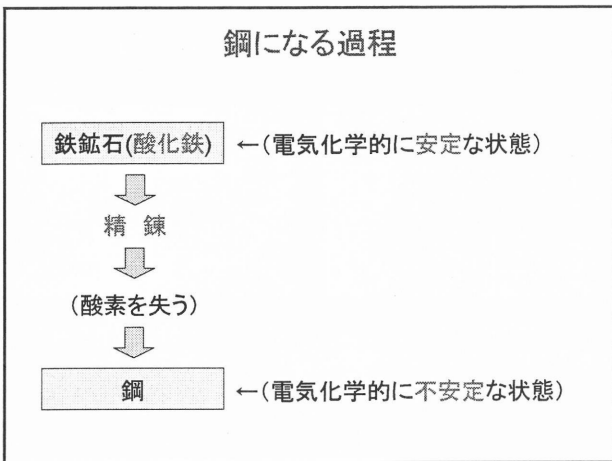 鋼になる過程
鉄鉱石(酸化鉄) ←(電気化学的に安定な状態)
精 錬
(酸素を失う)
鋼 ←(電気化学的に不安定な状態)